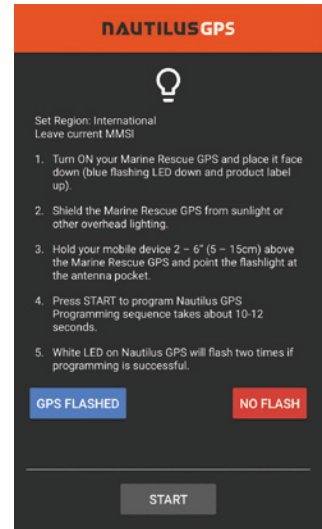 NAUTILUSGPS
Set Region: International
Leave current MMSI
1. Turn ON your Marine Rescue GPS and place it face
down (blue flashing LED down and product label
up).
2. Shield the Marine Rescue GPS from sunlight or
other overhead lighting.
3. Hold your mobile device 2 – 6" (5 – 15cm) above
the Marine Rescue GPS and point the flashlight at
the antenna pocket.
4. Press START to program Nautilus GPS
Programming sequence takes about 10-12
seconds.
5. White LED on Nautilus GPS will flash two times if
programming is successful.
GPS FLASHED NO FLASH
START